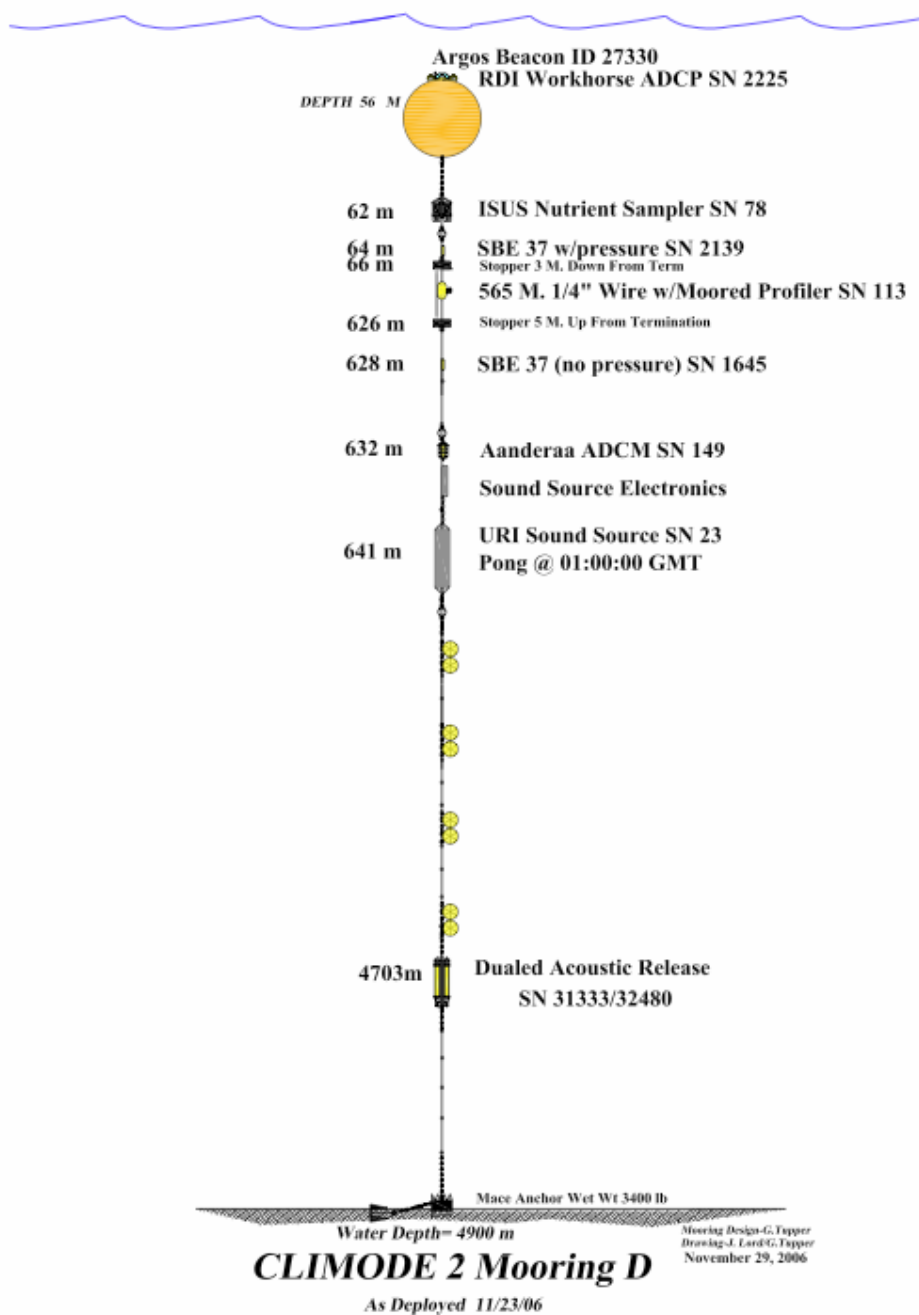 Argos Beacon ID 27330
RDI Workhorse ADCP SN 2225
DEPTH 56 M
62 m ISUS Nutrient Sampler SN 78
64 m SBE 37 w/pressure SN 2139
66 m Stopper 3 M. Down From Term
565 M. 1/4" Wire w/Moored Profiler SN 113
626 m Stopper 5 M. Up From Termination
628 m SBE 37 (no pressure) SN 1645
632 m Aanderaa ADCM SN 149
Sound Source Electronics
URI Sound Source SN 23
641 m
Pong @ 01:00:00 GMT
4703m Dualed Acoustic Release
SN 31333/32480
Mace Anchor Wet Wt 3400 lb
Water Depth= 4900 m
Mooring Design-G.Tupper
Drawing-J. Lord/G.Tupper
November 29, 2006
CLIMODE 2 Mooring D
As Deployed 11/23/06